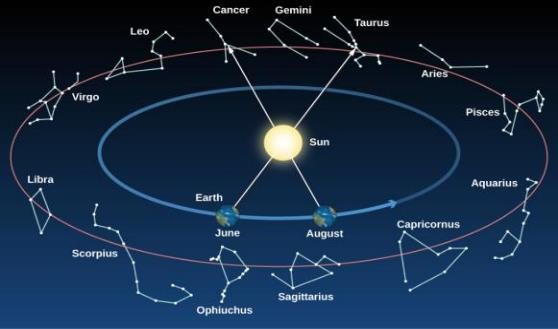 Cancer
Gemini
Taurus
Leo
Aries
Virgo
Pisces
Sun
Libra
Aquarius
Earth
June
August
Capricornus
Scorpius
Sagittarius
Ophiuchus